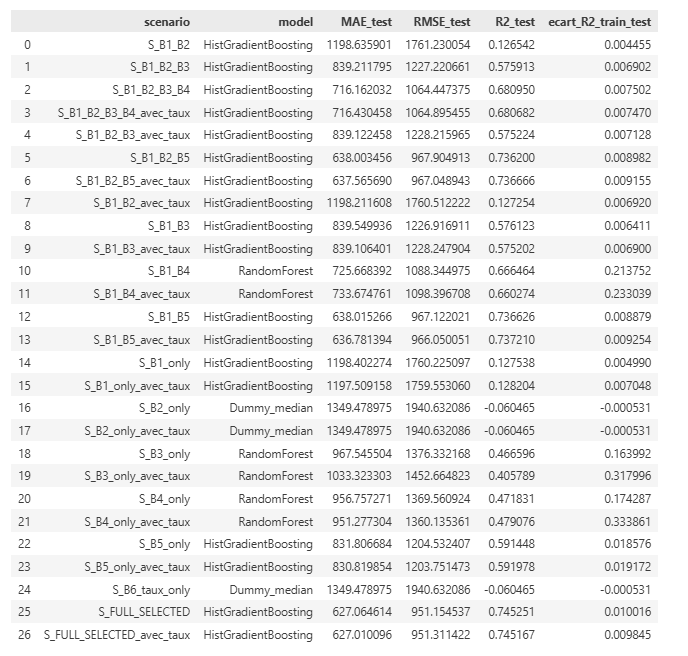 scenario model MAE_test RMSE_test R2_test ecart_R2_train_test
0 S_B1_B2 HistGradientBoosting 1198.635901 1761.230054 0.126542 0.004455
1 S_B1_B2_B3 HistGradientBoosting 839.211795 1227.220661 0.575913 0.006902
2 S_B1_B2_B3_B4 HistGradientBoosting 716.162032 1064.447375 0.680950 0.007502
3 S_B1_B2_B3_B4_avec_taux HistGradientBoosting 716.430458 1064.895455 0.680682 0.007470
4 S_B1_B2_B3_avec_taux HistGradientBoosting 839.122458 1228.215965 0.575224 0.007128
5 S_B1_B2_B5 HistGradientBoosting 638.003456 967.904913 0.736200 0.008982
6 S_B1_B2_B5_avec_taux HistGradientBoosting 637.565690 967.048943 0.736666 0.009155
7 S_B1_B2_avec_taux HistGradientBoosting 1198.211608 1760.512222 0.127254 0.006920
8 S_B1_B3 HistGradientBoosting 839.549936 1226.916911 0.576123 0.006411
9 S_B1_B3_avec_taux HistGradientBoosting 839.106401 1228.247904 0.575202 0.006900
10 S_B1_B4 RandomForest 725.668392 1088.344975 0.666464 0.213752
11 S_B1_B4_avec_taux RandomForest 733.674761 1098.396708 0.660274 0.233039
12 S_B1_B5 HistGradientBoosting 638.015266 967.122021 0.736626 0.008879
13 S_B1_B5_avec_taux HistGradientBoosting 636.781394 966.050051 0.737210 0.009254
14 S_B1_only HistGradientBoosting 1198.402274 1760.225097 0.127538 0.004990
15 S_B1_only_avec_taux HistGradientBoosting 1197.509158 1759.553060 0.128204 0.007048
16 S_B2_only Dummy_median 1349.478975 1940.632086 -0.060465 -0.000531
17 S_B2_only_avec_taux Dummy_median 1349.478975 1940.632086 -0.060465 -0.000531
18 S_B3_only RandomForest 967.545504 1376.332168 0.466596 0.163992
19 S_B3_only_avec_taux RandomForest 1033.323303 1452.664823 0.405789 0.317996
20 S_B4_only RandomForest 956.757271 1369.560924 0.471831 0.174287
21 S_B4_only_avec_taux RandomForest 951.277304 1360.135361 0.479076 0.333861
22 S_B5_only HistGradientBoosting 831.806684 1204.532407 0.591448 0.018576
23 S_B5_only_avec_taux HistGradientBoosting 830.819854 1203.751473 0.591978 0.019172
24 S_B6_taux_only Dummy_median 1349.478975 1940.632086 -0.060465 -0.000531
25 S_FULL_SELECTED HistGradientBoosting 627.064614 951.154537 0.745251 0.010016
26 S_FULL_SELECTED_avec_taux HistGradientBoosting 627.010096 951.311422 0.745167 0.009845